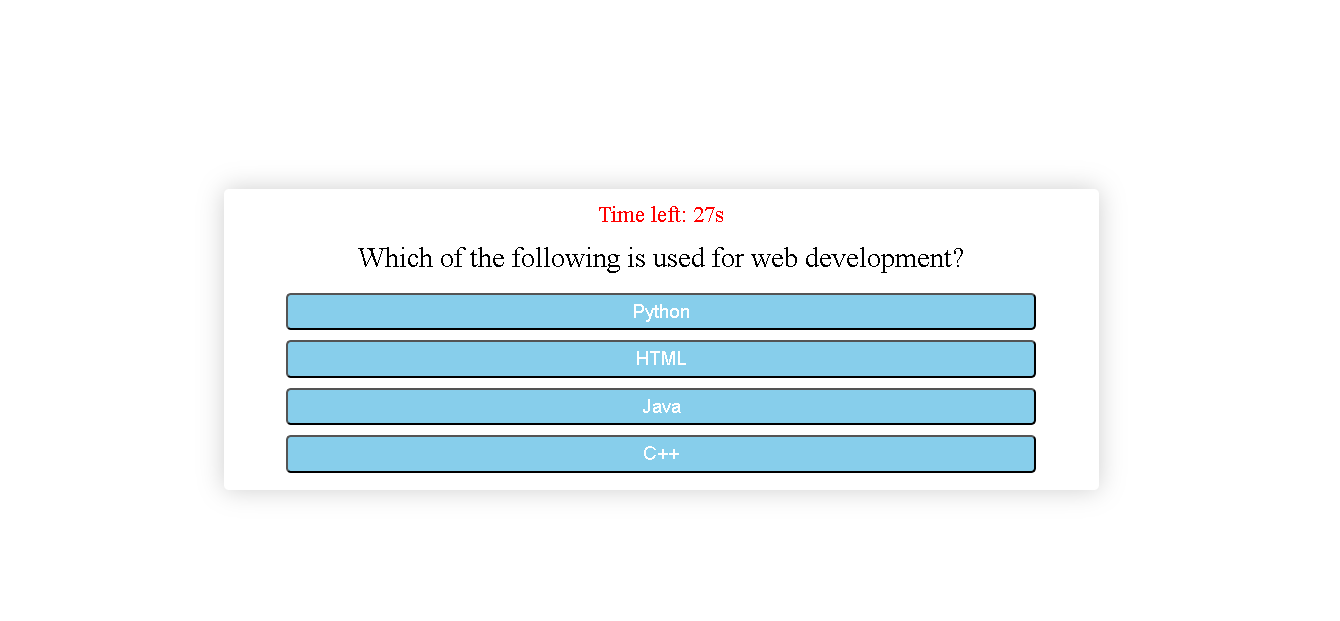 Time left: 27s
Which of the following is used for web development?
Python
HTML
Java
C++